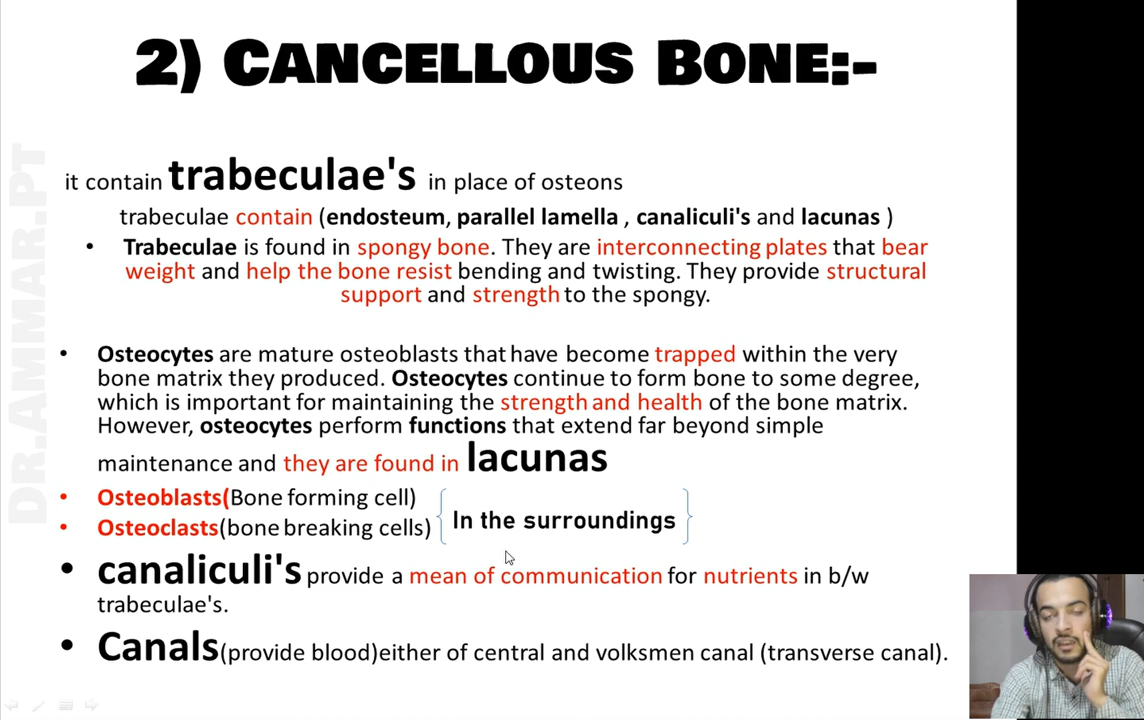 2) CANCELLOUS BONE:-
it contain trabeculae's in place of osteons
trabeculae contain (endosteum, parallel lamella , canaliculi's and lacunas )
• Trabeculae is found in spongy bone. They are interconnecting plates that bear
weight and help the bone resist bending and twisting. They provide structural
support and strength to the spongy.
• Osteocytes are mature osteoblasts that have become trapped within the very
bone matrix they produced. Osteocytes continue to form bone to some degree,
which is important for maintaining the strength and health of the bone matrix.
However, osteocytes perform functions that extend far beyond simple
maintenance and they are found in lacunas
• Osteoblasts(Bone forming cell)
• Osteoclasts(bone breaking cells)
In the surroundings
• canaliculi's provide a mean of communication for nutrients in b/w
trabeculae's.
• Canals(provide blood)either of central and volksmen canal (transverse canal).
DR.AMMAR.PT